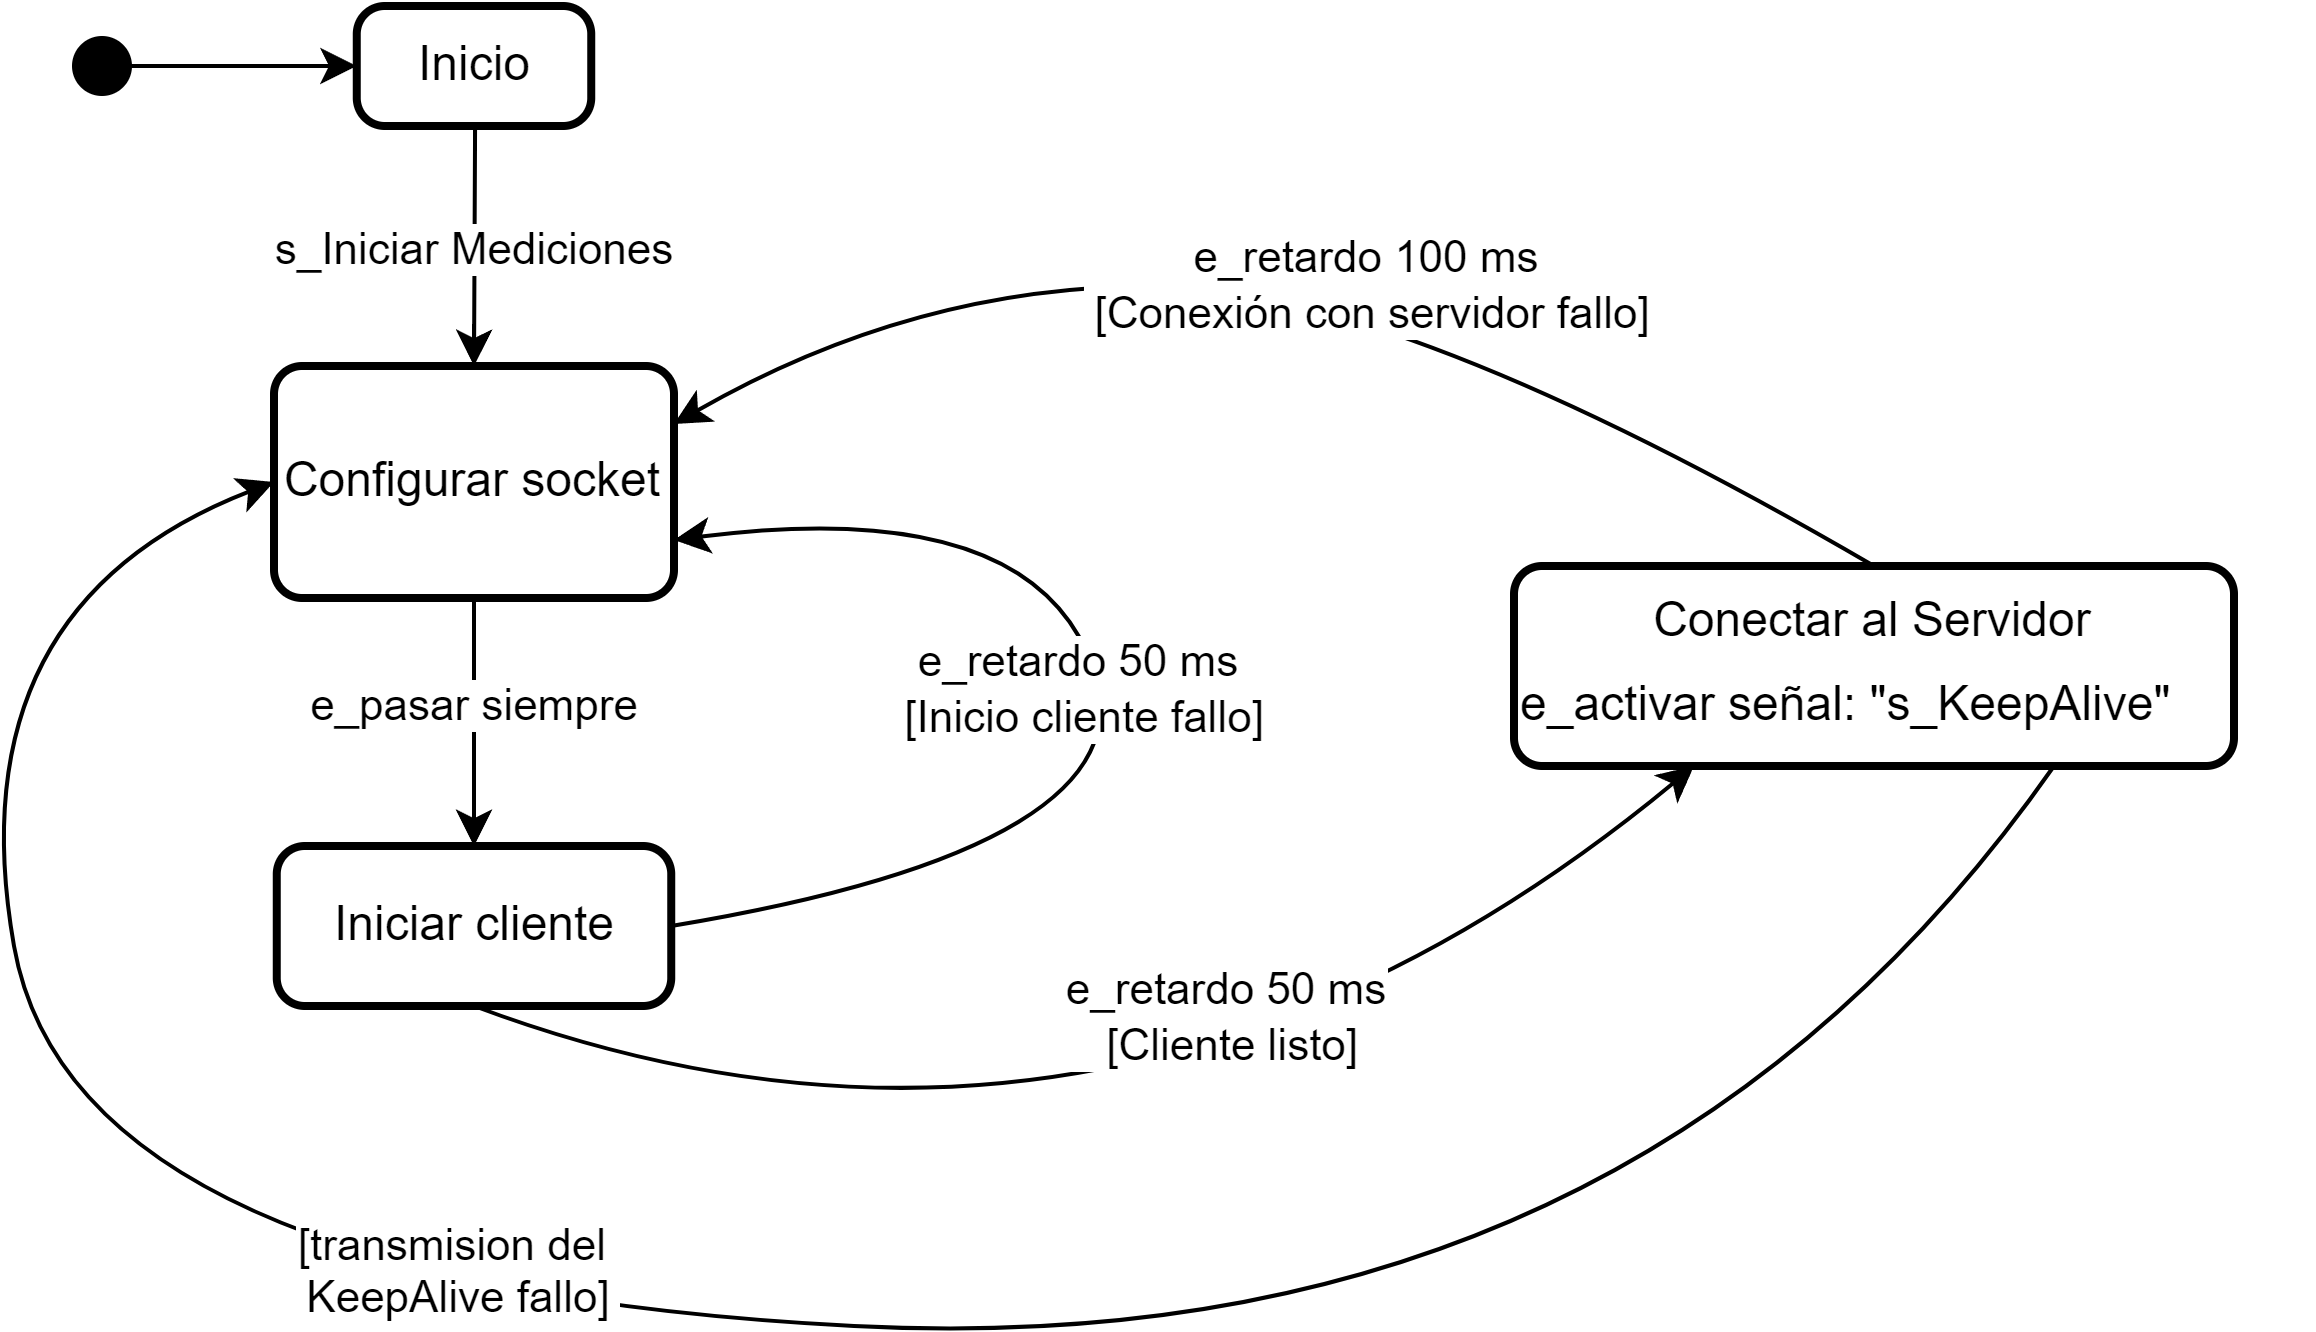 Inicio
s_Iniciar Mediciones
e_retardo 100 ms
[Conexión con servidor fallo]
Configurar socket
e_retardo 50 ms
[Inicio cliente fallo]
Conectar al Servidor
e_activar señal: "s_KeepAlive"
e_pasar siempre
Iniciar cliente
e_retardo 50 ms
[Cliente listo]
[transmision del
KeepAlive fallo]